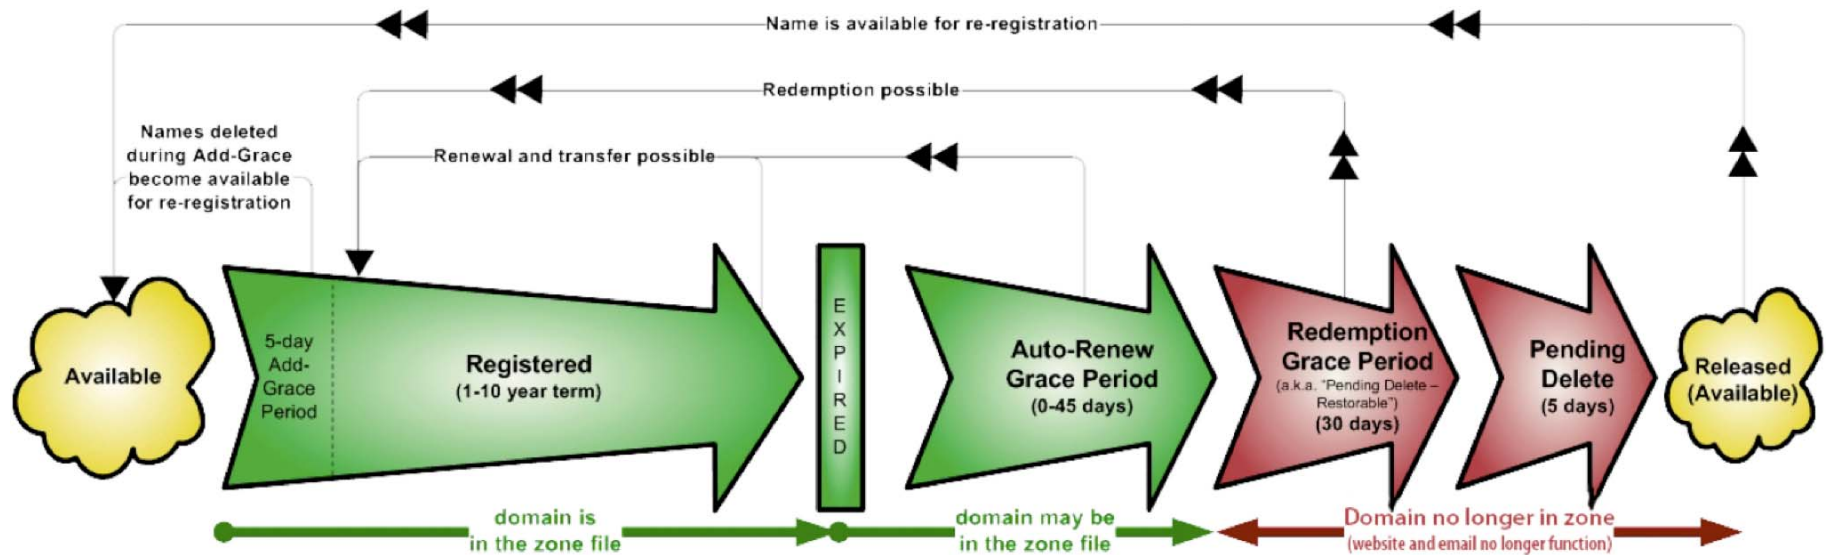 Name is available for re-registration
Redemption possible
Names deleted
during Add-Grace
become available
for re-registration
Renewal and transfer possible
Available
5-day
Add-
Grace
Period
Registered
(1-10 year term)
E
X
P
I
R
E
D
Auto-Renew
Grace Period
(0-45 days)
Redemption
Grace Period
(a.k.a. "Pending Delete –
Restorable")
(30 days)
Pending
Delete
(5 days)
Released
(Available)
domain is
in the zone file
domain may be
in the zone file
Domain no longer in zone
(website and email no longer function)